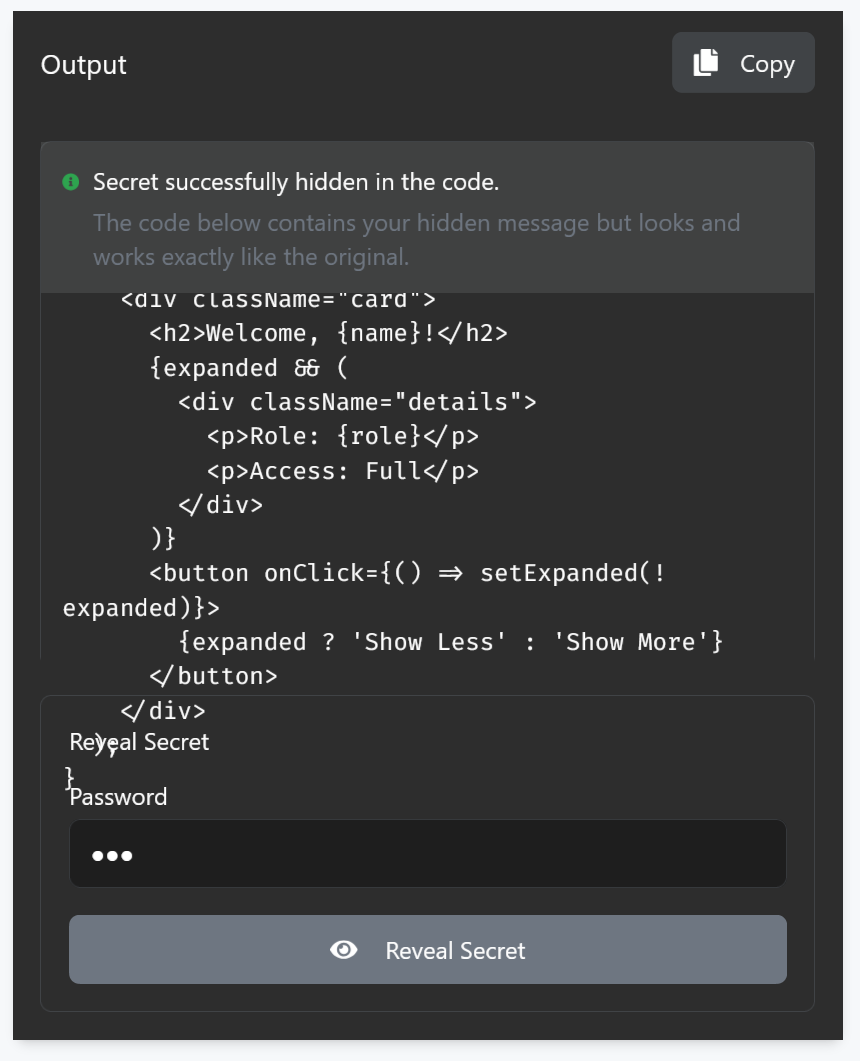 Output
Copy
Secret successfully hidden in the code.
The code below contains your hidden message but looks and
works exactly like the original.
<div className="card">
<h2>Welcome, {name}!</h2>
{expanded && (
<div className="details">
<p>Role: {role}</p>
<p>Access: Full</p>
</div>
)}
<button onClick={() => setExpanded(!
expanded)}>
{expanded ? 'Show Less' : 'Show More'}
</button>
</div>
);
Reveal Secret
}
Password
Reveal Secret